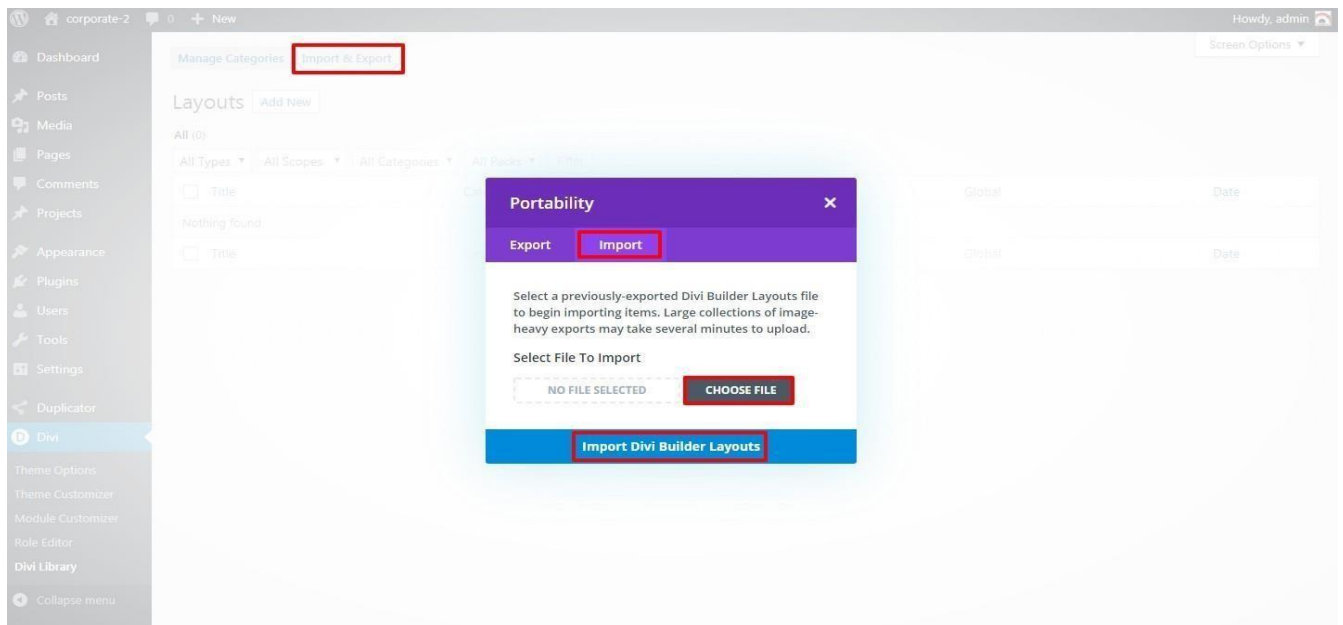 corporate-2 0 + New Howdy, admin
Screen Options
Dashboard
Posts
Media
Pages
Comments
Projects
Appearance
Plugins
Users
Tools
Settings
Duplicator
Divi
Theme Options
Theme Customizer
Module Customizer
Role Editor
Divi Library
Collapse menu
Manage Categories Import & Export
Layouts Add New
All (0)
All Types All Scopes All Categories All Packs Filter
Title Global Date
Nothing found
Title Global Date
Portability
Export Import
Select a previously-exported Divi Builder Layouts file
to begin importing items. Large collections of image-
heavy exports may take several minutes to upload.
Select File To Import
NO FILE SELECTED CHOOSE FILE
Import Divi Builder Layouts